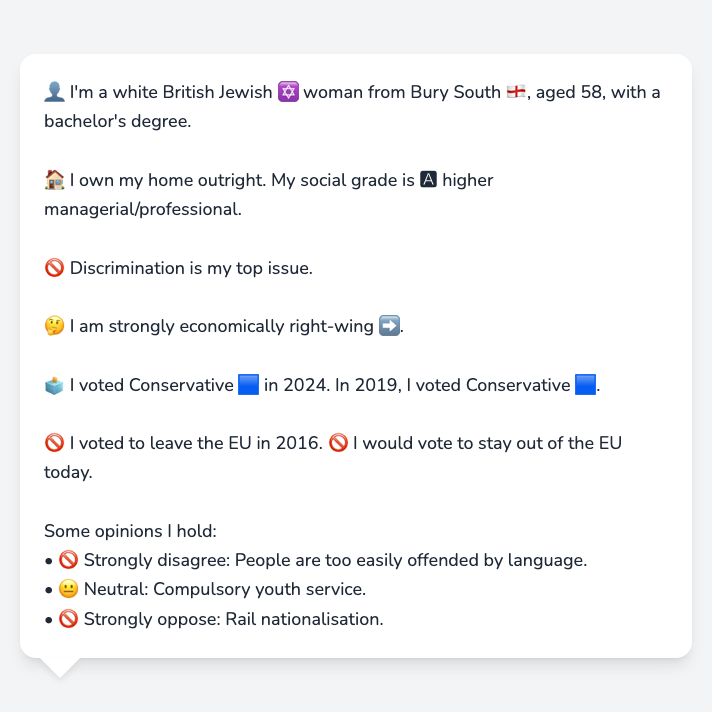 👤 I'm a white British Jewish ✡️ woman from Bury South 🏴󠁧󠁢󠁥󠁮󠁧󠁿, aged 58, with a
bachelor's degree.
🏠 I own my home outright. My social grade is 🅰 higher
managerial/professional.
🚫 Discrimination is my top issue.
🤔 I am strongly economically right-wing ➡️.
🗳️ I voted Conservative 🟦 in 2024. In 2019, I voted Conservative 🟦.
🚫 I voted to leave the EU in 2016. 🚫 I would vote to stay out of the EU
today.
Some opinions I hold:
• 🚫 Strongly disagree: People are too easily offended by language.
• 😐 Neutral: Compulsory youth service.
• 🚫 Strongly oppose: Rail nationalisation.